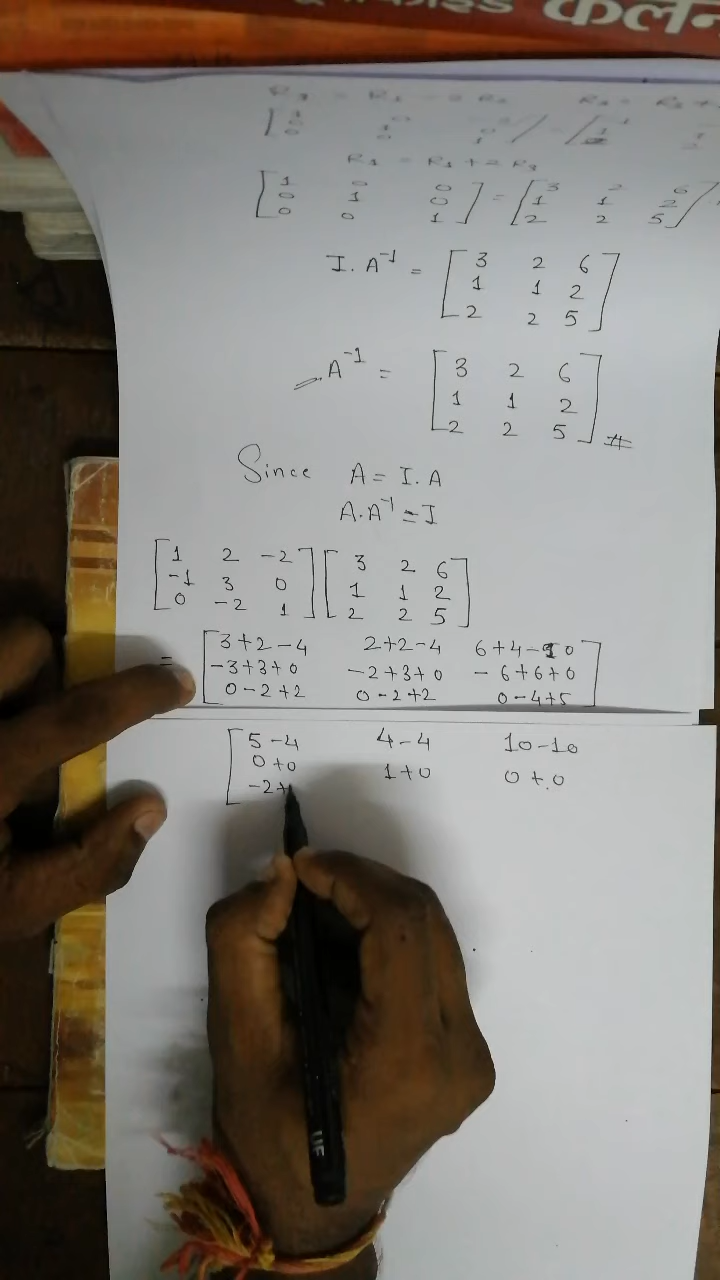 कलन
R1 = R1 + 2 R3
[1 0 0] = [3 2 6]
[0 1 0] [1 1 2]
[0 0 1] [2 2 5]
I. A⁻¹ = [3 2 6]
[1 1 2]
[2 2 5]
A⁻¹ = [3 2 6]
[1 1 2]
[2 2 5] #
Since A = I. A
A. A⁻¹ = I
[1 2 -2] [3 2 6]
[-1 3 0] [1 1 2]
[0 -2 1] [2 2 5]
= [3+2-4 2+2-4 6+4-10]
[-3+3+0 -2+3+0 -6+6+0]
[0-2+2 0-2+2 0-4+5]
[5-4 4-4 10-10
0+0 1+0 0+0
-2+
UF